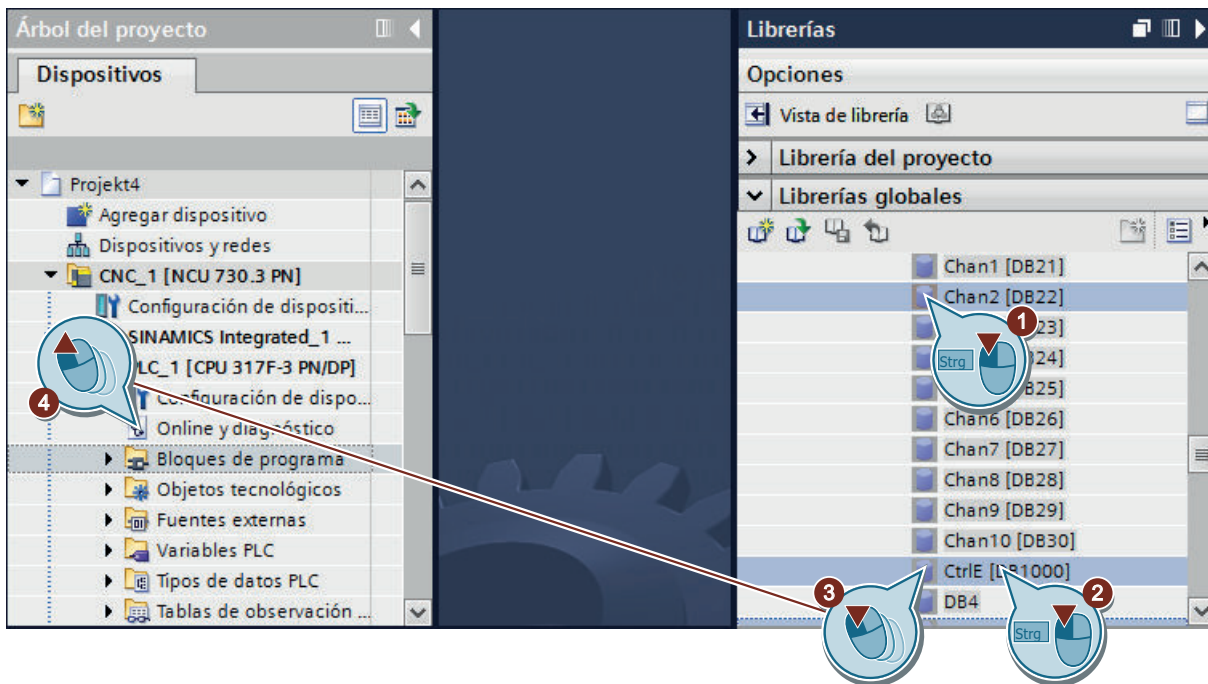 Árbol del proyecto
Dispositivos
Projekt4
Agregar dispositivo
Dispositivos y redes
CNC_1 [NCU 730.3 PN]
Configuración de dispositi...
SINAMICS Integrated_1 ...
LC_1 [CPU 317F-3 PN/DP]
Configuración de dispo...
4
Online y diagnóstico
Bloques de programa
Objetos tecnológicos
Fuentes externas
Variables PLC
Tipos de datos PLC
Tablas de observación ...
Librerías
Opciones
Vista de librería
Librería del proyecto
Librerías globales
Chan1 [DB21]
Chan2 [DB22]
1
23]
Strg
B24]
B25]
Chan6 [DB26]
Chan7 [DB27]
Chan8 [DB28]
Chan9 [DB29]
Chan10 [DB30]
CtrlE [DB1000]
3
DB4
2
Strg